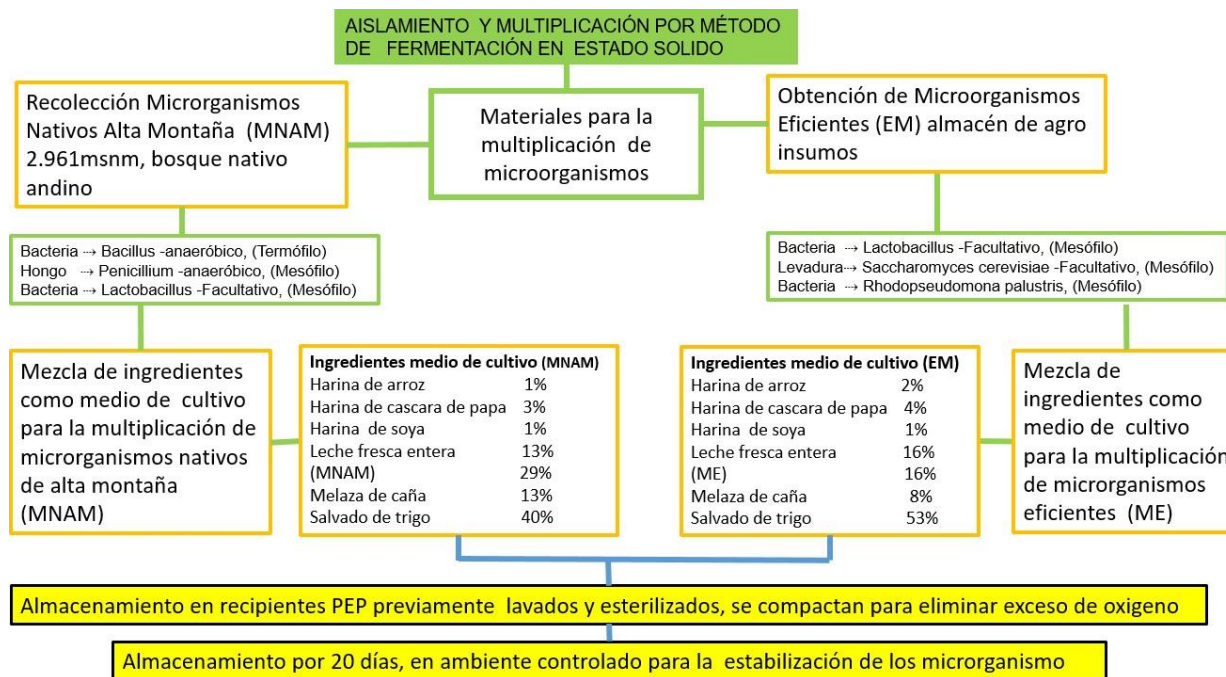 AISLAMIENTO Y MULTIPLICACIÓN POR MÉTODO
DE FERMENTACIÓN EN ESTADO SOLIDO
Recolección Microrganismos
Nativos Alta Montaña (MNAM)
2.961msnm, bosque nativo
andino
Materiales para la
multiplicación de
microorganismos
Obtención de Microorganismos
Eficientes (EM) almacén de agro
insumos
Bacteria ⇢ Bacillus -anaeróbico, (Termófilo)
Hongo ⇢ Penicillium -anaeróbico, (Mesófilo)
Bacteria ⇢ Lactobacillus -Facultativo, (Mesófilo)
Bacteria ⇢ Lactobacillus -Facultativo, (Mesófilo)
Levadura⇢ Saccharomyces cerevisiae -Facultativo, (Mesófilo)
Bacteria ⇢ Rhodopseudomona palustris, (Mesófilo)
Mezcla de ingredientes
como medio de cultivo
para la multiplicación de
microrganismos nativos
de alta montaña
(MNAM)
Ingredientes medio de cultivo (MNAM)
Harina de arroz 1%
Harina de cascara de papa 3%
Harina de soya 1%
Leche fresca entera 13%
(MNAM) 29%
Melaza de caña 13%
Salvado de trigo 40%
Ingredientes medio de cultivo (EM)
Harina de arroz 2%
Harina de cascara de papa 4%
Harina de soya 1%
Leche fresca entera 16%
(ME) 16%
Melaza de caña 8%
Salvado de trigo 53%
Mezcla de
ingredientes como
medio de cultivo
para la multiplicación
de microrganismos
eficientes (ME)
Almacenamiento en recipientes PEP previamente lavados y esterilizados, se compactan para eliminar exceso de oxigeno
Almacenamiento por 20 días, en ambiente controlado para la estabilización de los microrganismo